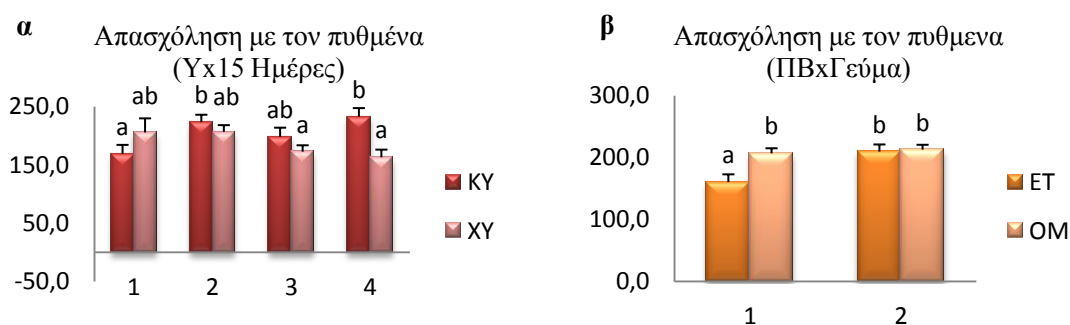 α
Απασχόληση με τον πυθμένα
(Υx15 Ημέρες)
250,0
150,0
50,0
-50,0
a
ab
b
ab
ab
a
b
a
1
2
3
4
ΚΥ
ΧΥ
β
Απασχόληση με τον πυθμενα
(ΠΒxΓεύμα)
300,0
200,0
100,0
0,0
a
b
b
b
1
2
ΕΤ
ΟΜ